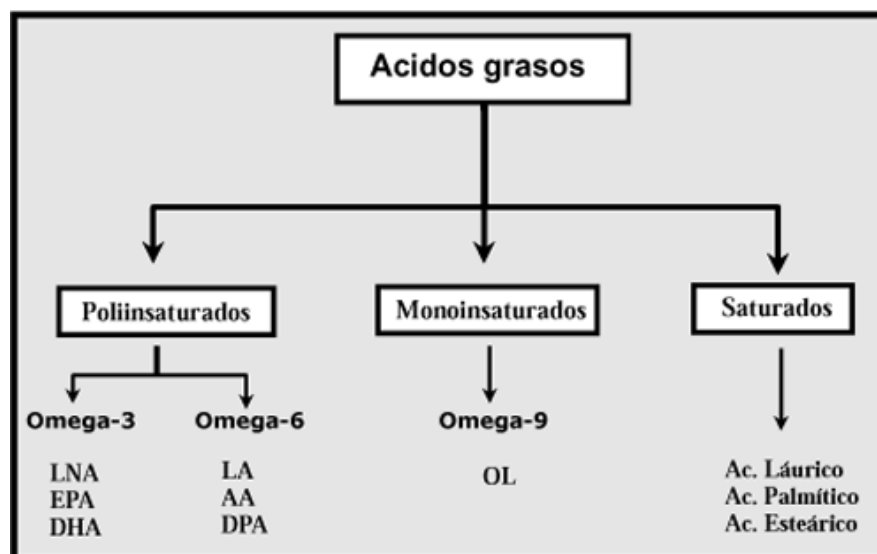 Acidos grasos
Poliinsaturados
Monoinsaturados
Saturados
Omega-3
Omega-6
Omega-9
LNA
EPA
DHA
LA
AA
DPA
OL
Ac. Láurico
Ac. Palmítico
Ac. Esteárico